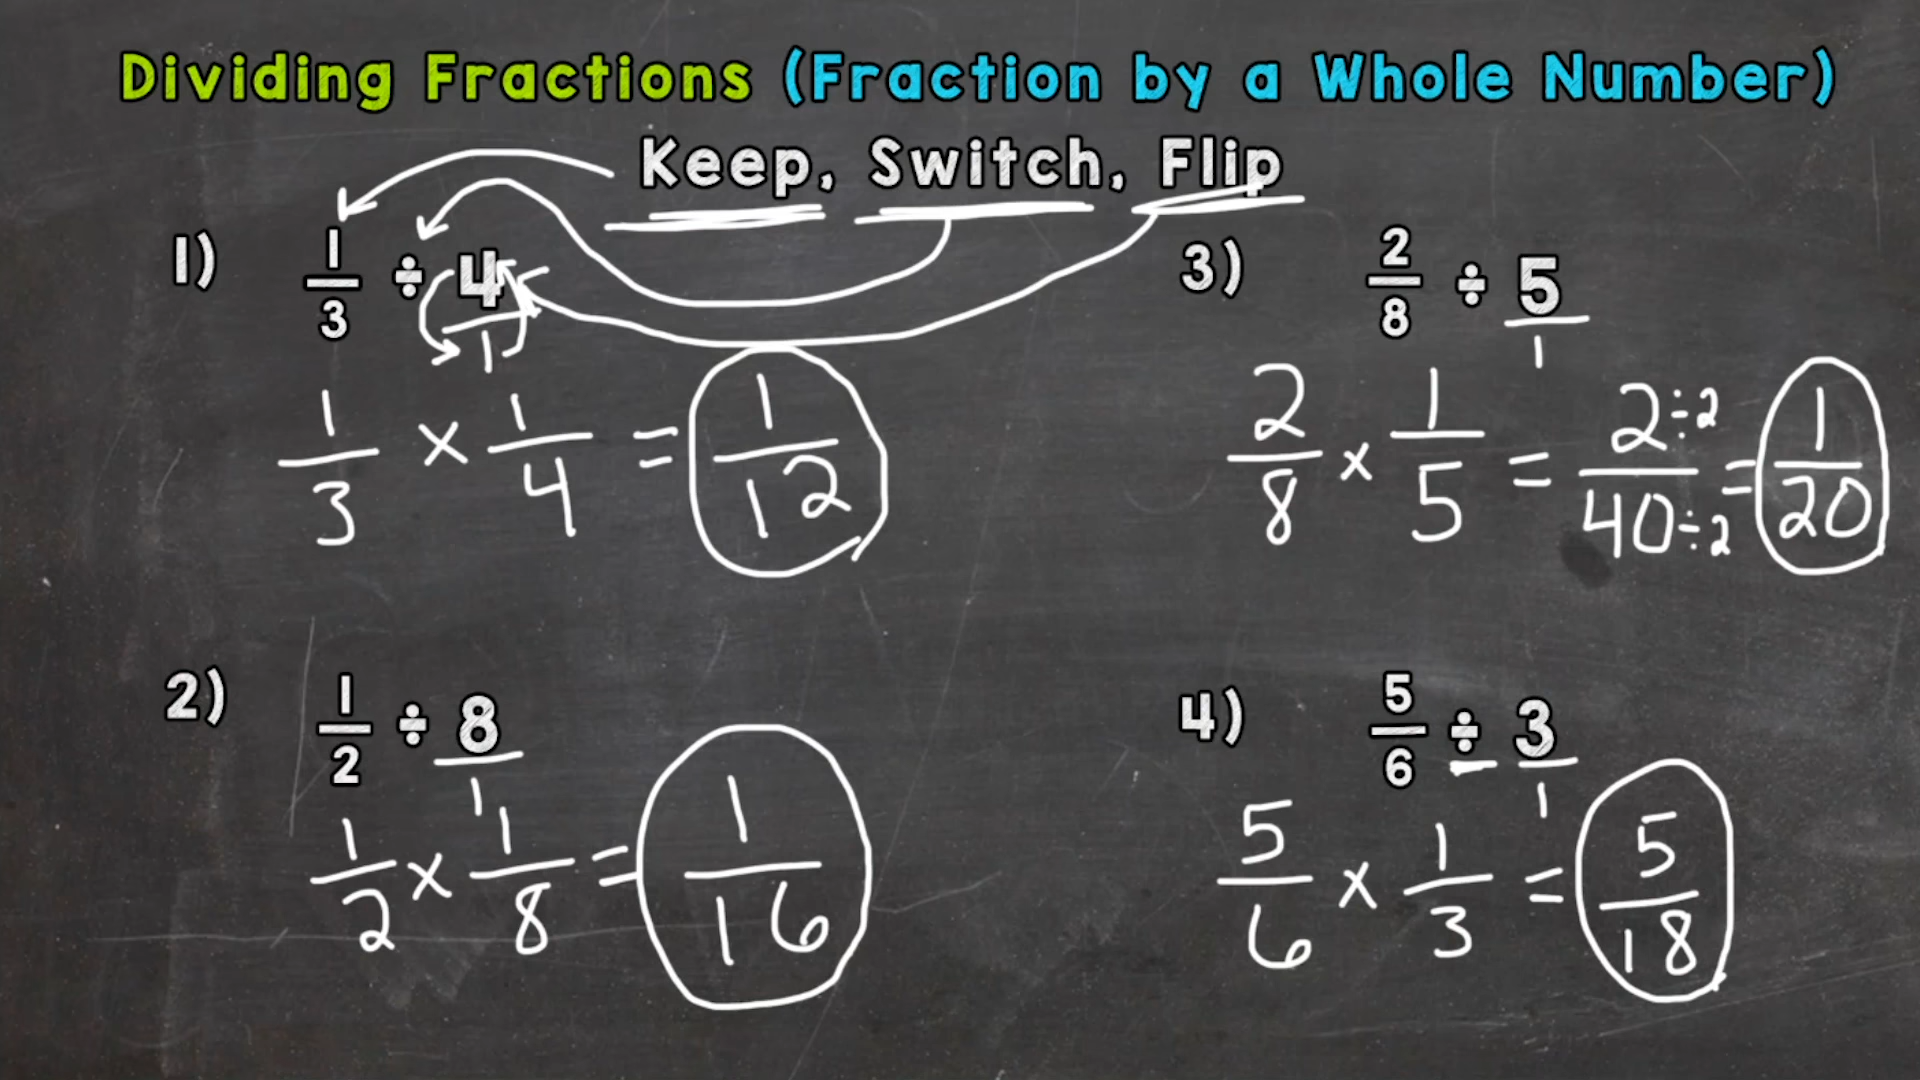 Dividing Fractions (Fraction by a Whole Number)
Keep, Switch, Flip
1) 1/3 ÷ 4/1
1/3 × 1/4 = 1/12
2) 1/2 ÷ 8/1
1/2 × 1/8 = 1/16
3) 2/8 ÷ 5/1
2/8 × 1/5 = 2÷2/40÷2 = 1/20
4) 5/6 ÷ 3/1
5/6 × 1/3 = 5/18